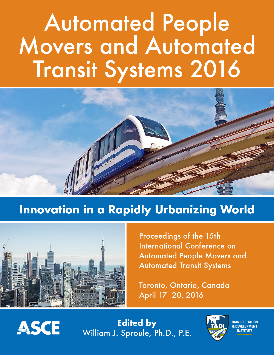 Automated People
Movers and Automated
Transit Systems 2016
Innovation in a Rapidly Urbanizing World
Proceedings of the 15th
International Conference on
Automated People Movers and
Automated Transit Systems
Toronto, Ontario, Canada
April 17–20, 2016
ASCE
Edited by
William J. Sproule, Ph.D., P.E.
T&DI